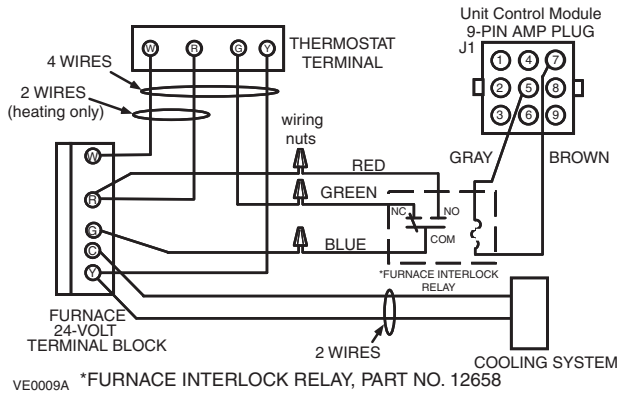 Unit Control Module
9-PIN AMP PLUG
J1
1 4 7
2 5 8
3 6 9
W R G Y
THERMOSTAT
TERMINAL
4 WIRES
2 WIRES
(heating only)
wiring
nuts
GRAY
BROWN
W
R
G
C
Y
RED
GREEN
BLUE
NC
NO
COM
*FURNACE INTERLOCK
RELAY
FURNACE
24-VOLT
TERMINAL BLOCK
2 WIRES
COOLING SYSTEM
VE0009A
*FURNACE INTERLOCK RELAY, PART NO. 12658